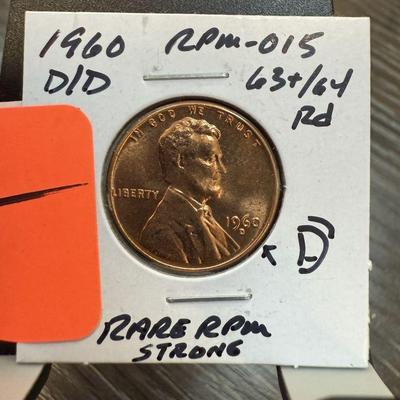 1960 RPM-015
D/D 63+/64
Rd
IN GOD WE TRUST
LIBERTY
1960
D
D
RARE RPM
STRONG